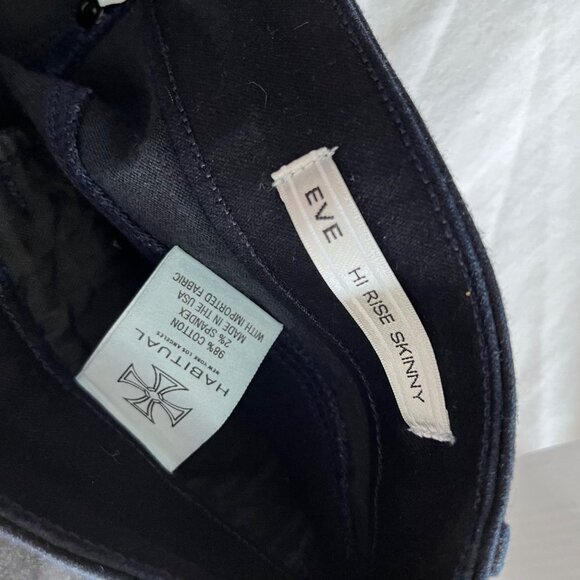 EVE HI RISE SKINNY
HABITUAL
NEW YORK LOS ANGELES
98% COTTON
2% SPANDEX
MADE IN THE USA
WITH IMPORTED FABRIC